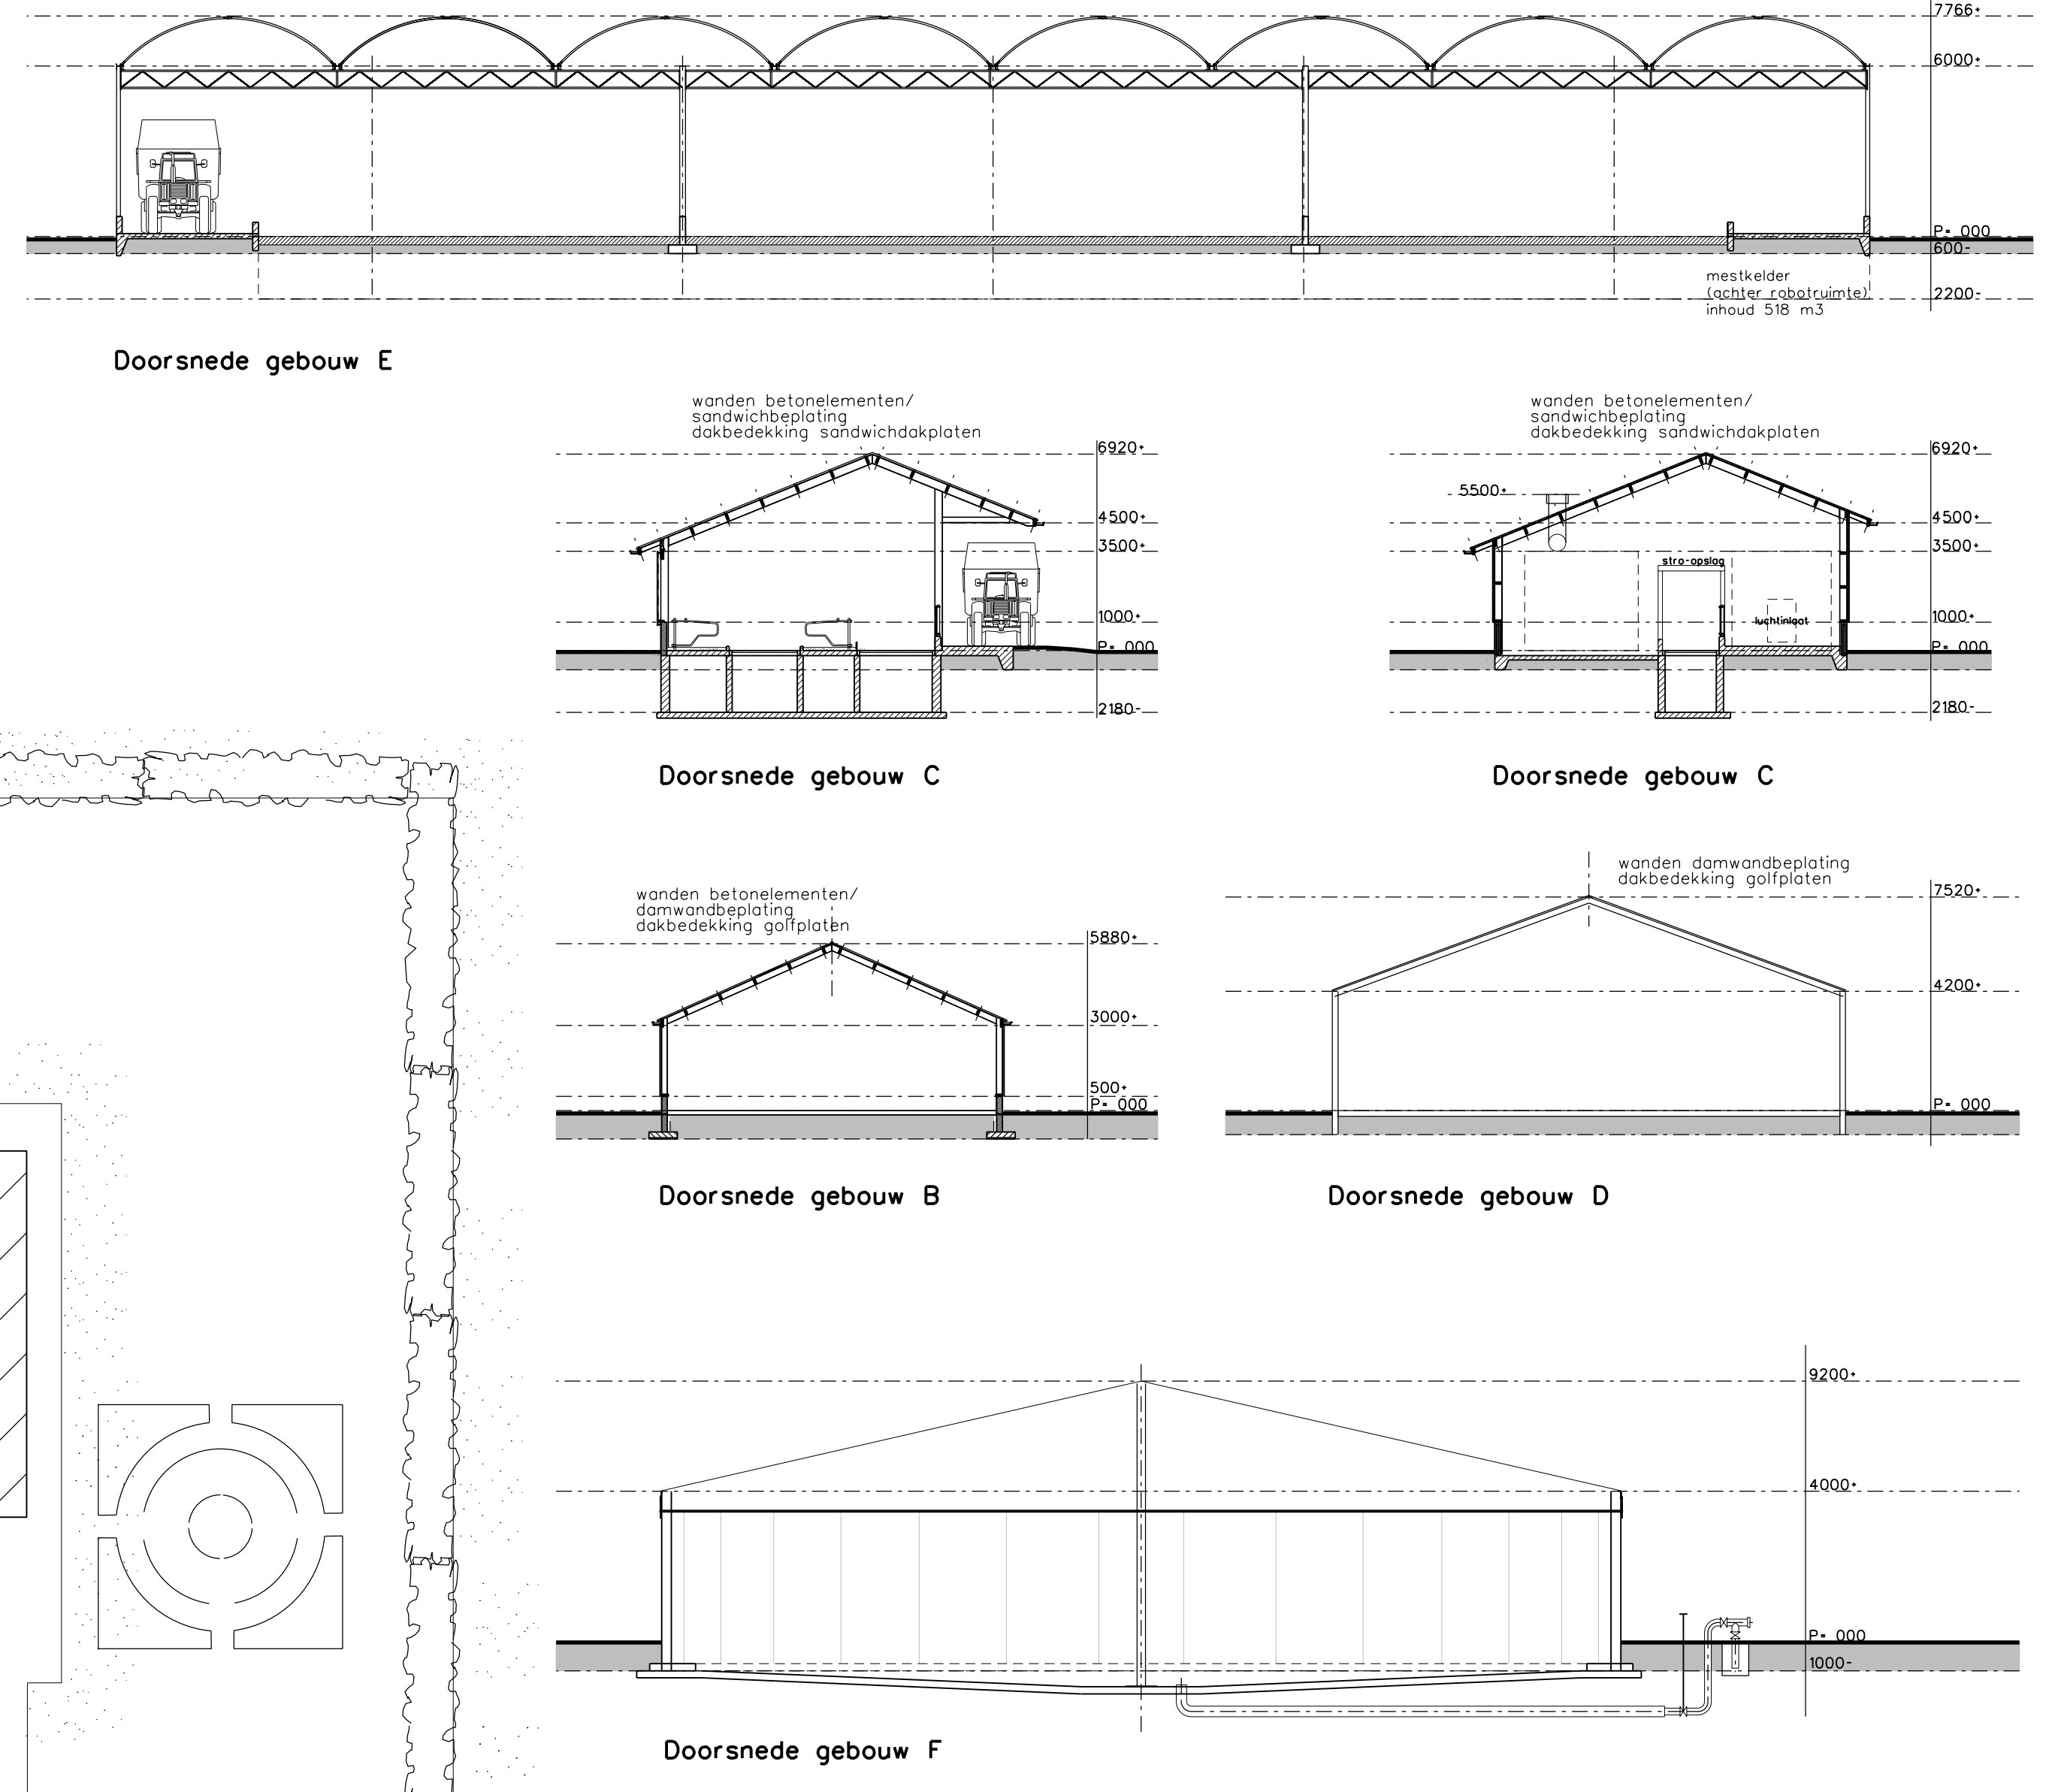 7766+
6000+
P= 000
600-
mestkelder
(achter robotruimte)
2200-
inhoud 518 m3
Doorsnede gebouw E
wanden betonelementen/
sandwichbeplating
dakbedekking sandwichdakplaten
6920+
4500+
3500+
1000+
P= 000
2180-
Doorsnede gebouw C
wanden betonelementen/
sandwichbeplating
dakbedekking sandwichdakplaten
6920+
5500+
4500+
3500+
stro-opslag
1000+
luchtinlaat
P= 000
2180-
Doorsnede gebouw C
wanden betonelementen/
damwandbeplating
dakbedekking golfplaten
5880+
3000+
500+
P= 000
Doorsnede gebouw B
wanden damwandbeplating
dakbedekking golfplaten
7520+
4200+
P= 000
Doorsnede gebouw D
9200+
4000+
P= 000
1000-
Doorsnede gebouw F